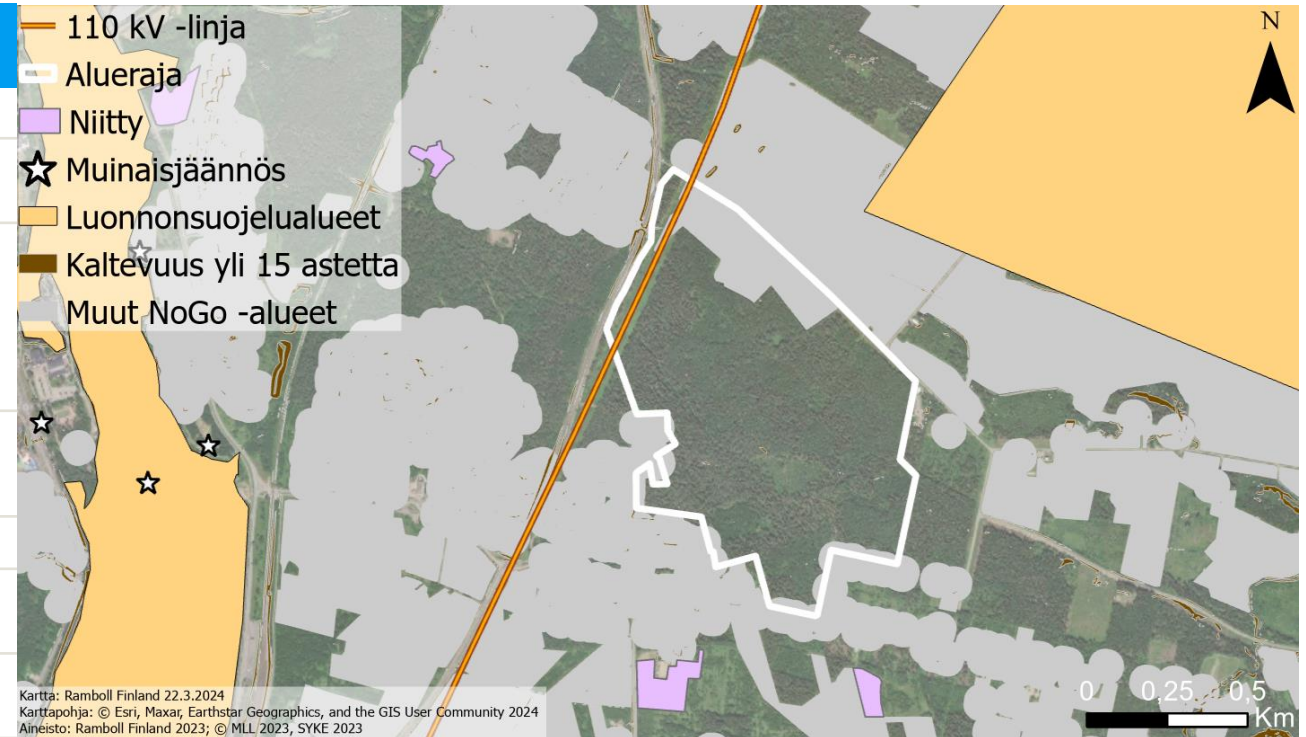 110 kV -linja
Alueraja
Niitty
Muinaisjäännös
Luonnonsuojelualueet
Kaltevuus yli 15 astetta
Muut NoGo -alueet
N
Kartta: Ramboll Finland 22.3.2024
Karttapohja: © Esri, Maxar, Earthstar Geographics, and the GIS User Community 2024
Aineisto: Ramboll Finland 2023; © MLL 2023, SYKE 2023
0 0,25 0,5
Km